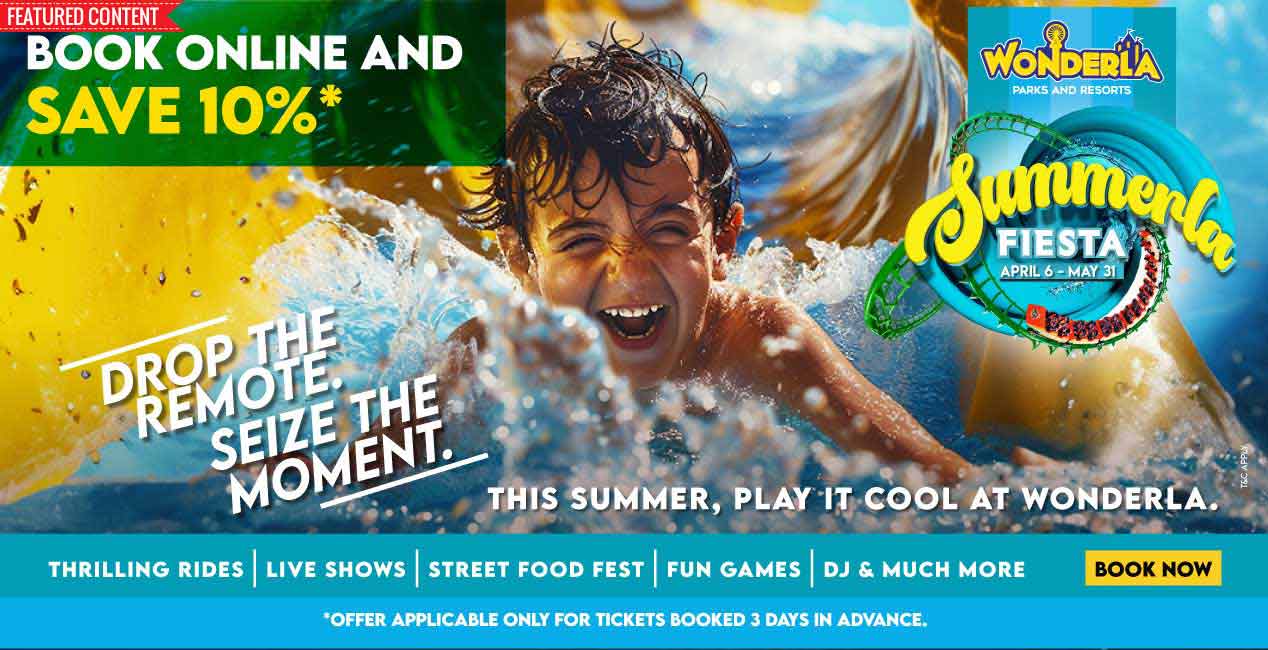 FEATURED CONTENT
BOOK ONLINE AND
SAVE 10%*
WONDERLA
PARKS AND RESORTS
Summerla
FIESTA
APRIL 6 - MAY 31
DROP THE
REMOTE.
SEIZE THE
MOMENT.
T&C APPLY
THIS SUMMER, PLAY IT COOL AT WONDERLA.
THRILLING RIDES | LIVE SHOWS | STREET FOOD FEST | FUN GAMES | DJ & MUCH MORE
BOOK NOW
*OFFER APPLICABLE ONLY FOR TICKETS BOOKED 3 DAYS IN ADVANCE.